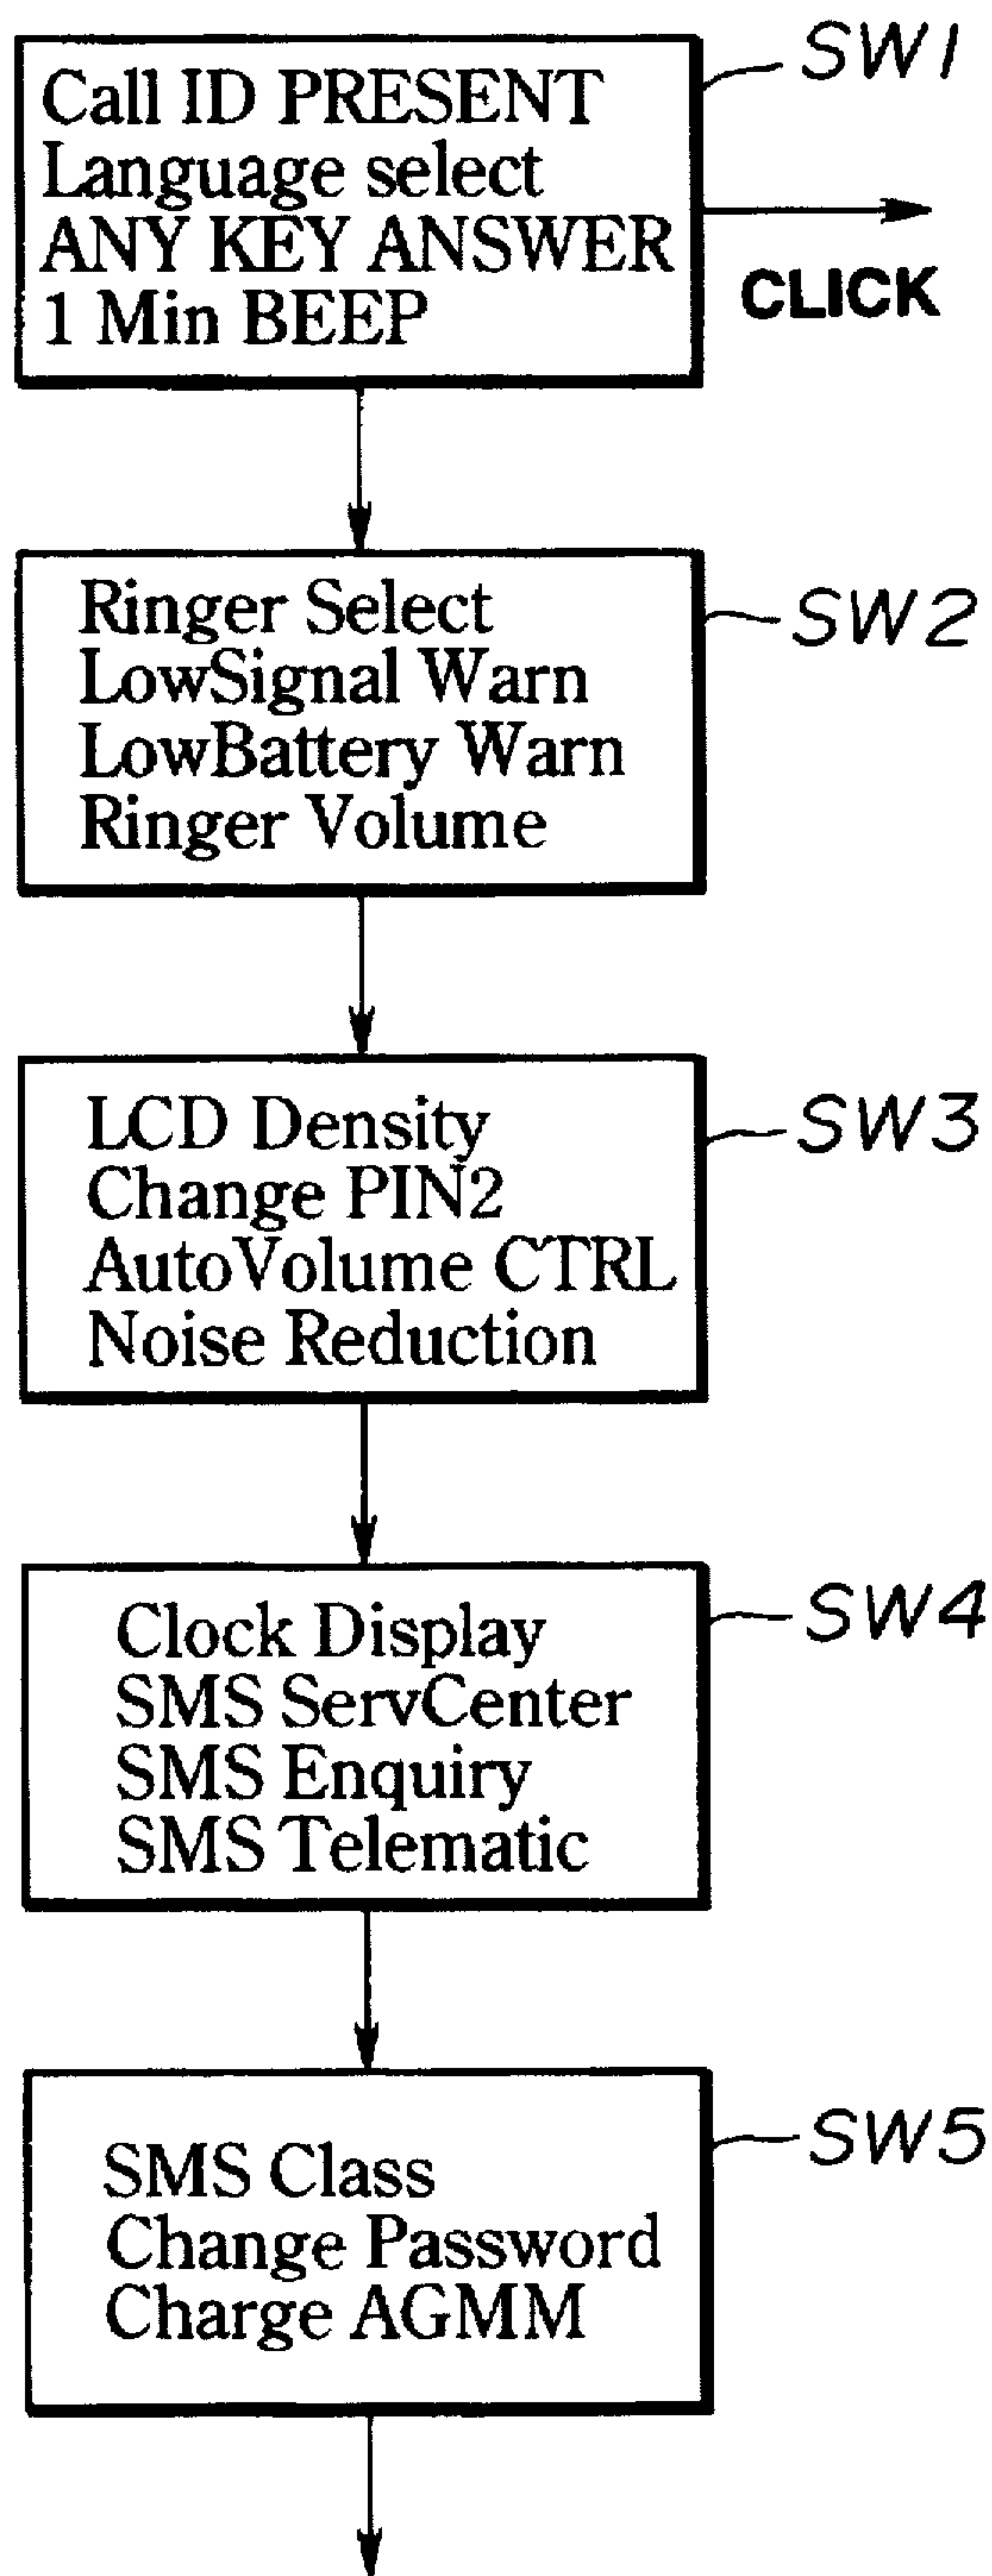 Call ID PRESENT
Language select
ANY KEY ANSWER
1 Min BEEP
SW1
CLICK
Ringer Select
LowSignal Warn
LowBattery Warn
Ringer Volume
SW2
LCD Density
Change PIN2
AutoVolume CTRL
Noise Reduction
SW3
Clock Display
SMS ServCenter
SMS Enquiry
SMS Telematic
SW4
SMS Class
Change Password
Charge AGMM
SW5